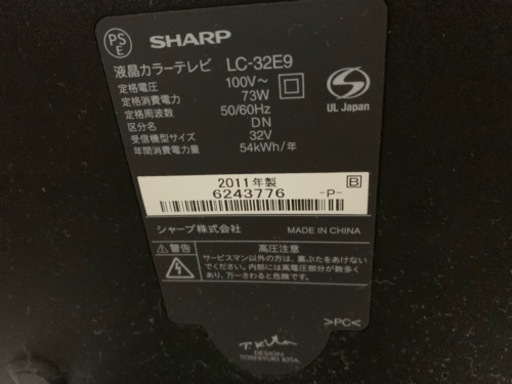 PS
E
SHARP
液晶カラーテレビ LC-32E9
定格電圧 100V～
定格消費電力 73W
定格周波数 50/60Hz
区分名 DN
受信機型サイズ 32V
年間消費電力量 54kWh/年
UL Japan
2011年製 B
6243776 -P-
シャープ株式会社 MADE IN CHINA
警告 高圧注意
サービスマン以外の方は、裏ぶたをあけない
でください。内部には高電圧部分が数多く
あり、万一さわると危険です。
>PC<
T.Kita
DESIGN
TOSHIYUKI KITA